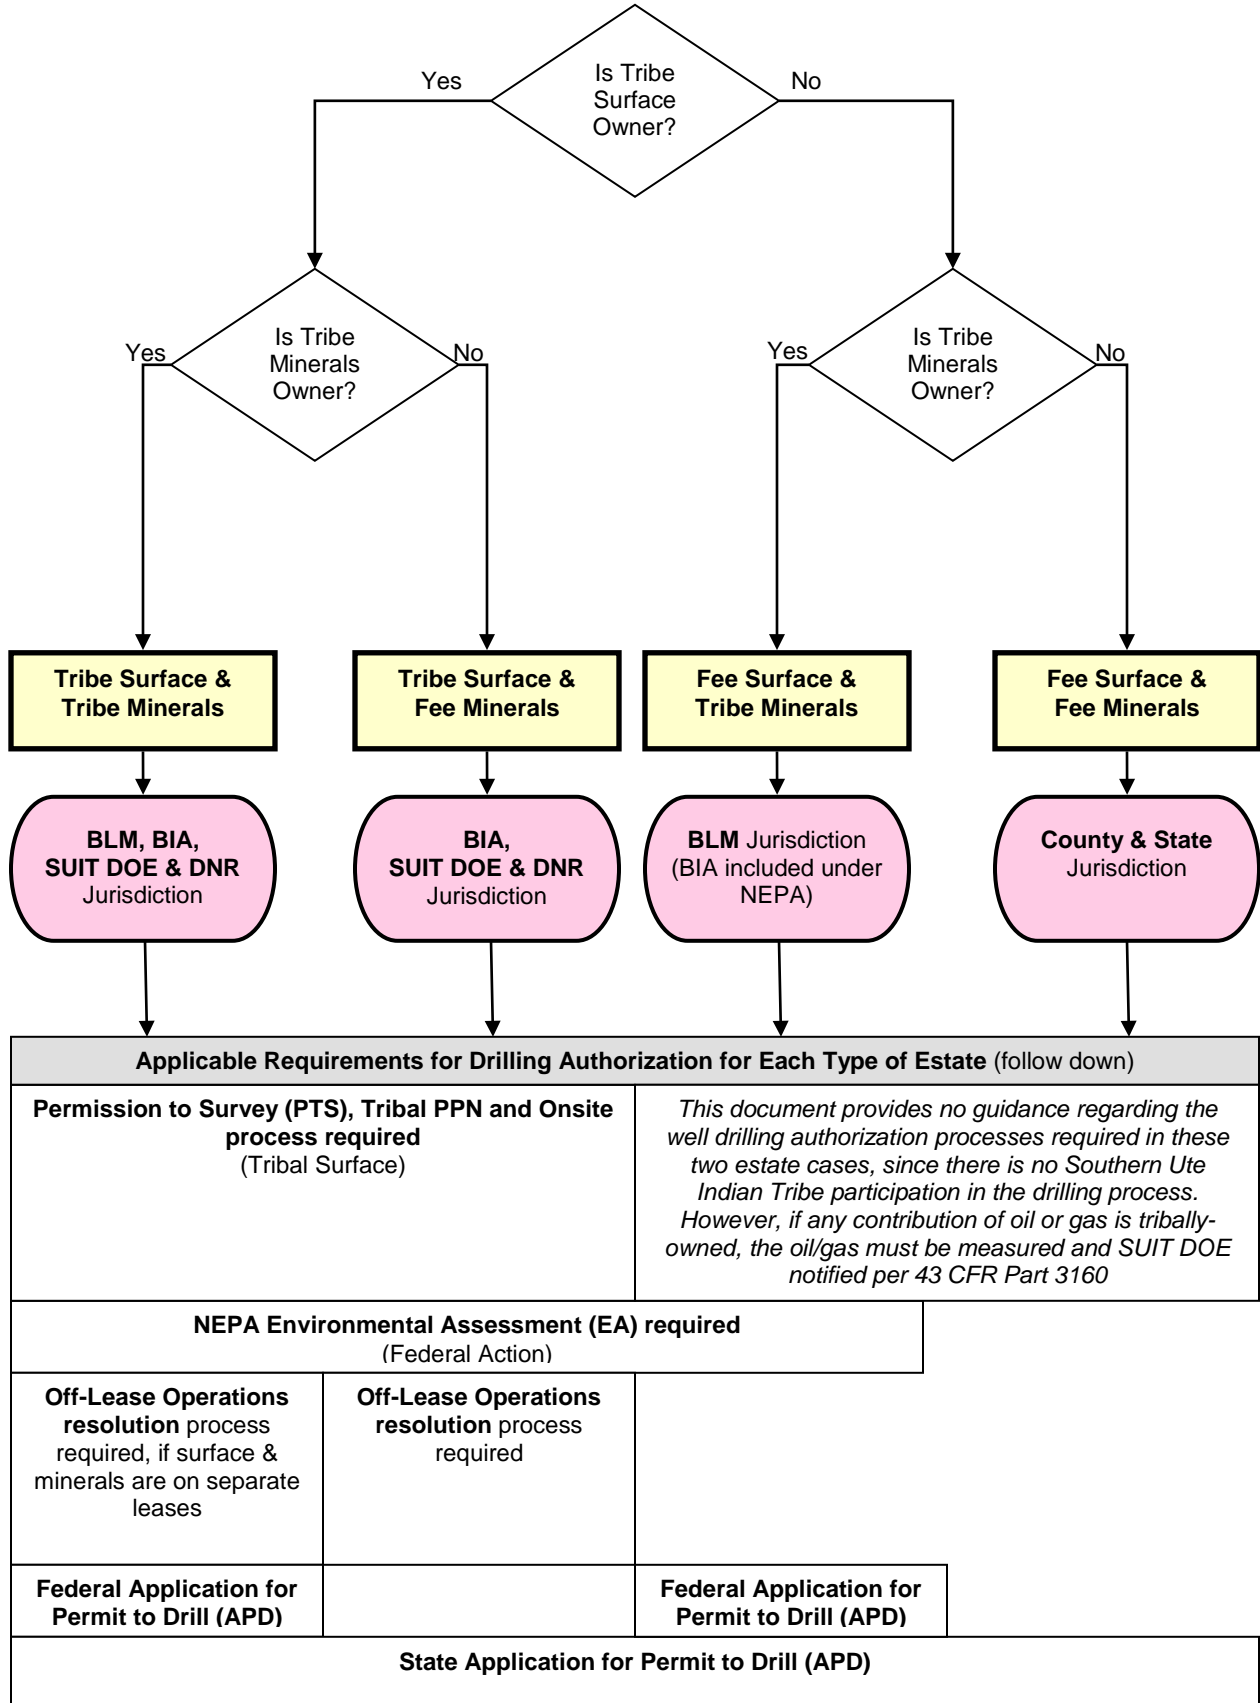 Is Tribe
Surface
Owner?
Yes
No
Is Tribe
Minerals
Owner?
Yes
No
Is Tribe
Minerals
Owner?
Yes
No
Tribe Surface &
Tribe Minerals
Tribe Surface &
Fee Minerals
Fee Surface &
Tribe Minerals
Fee Surface &
Fee Minerals
BLM, BIA,
SUIT DOE & DNR
Jurisdiction
BIA,
SUIT DOE & DNR
Jurisdiction
BLM Jurisdiction
(BIA included under
NEPA)
County & State
Jurisdiction
Applicable Requirements for Drilling Authorization for Each Type of Estate (follow down)
Permission to Survey (PTS), Tribal PPN and Onsite
process required
(Tribal Surface)
This document provides no guidance regarding the
well drilling authorization processes required in these
two estate cases, since there is no Southern Ute
Indian Tribe participation in the drilling process.
However, if any contribution of oil or gas is tribally-
owned, the oil/gas must be measured and SUIT DOE
notified per 43 CFR Part 3160
NEPA Environmental Assessment (EA) required
(Federal Action)
Off-Lease Operations
resolution process
required, if surface &
minerals are on separate
leases
Off-Lease Operations
resolution process
required
Federal Application for
Permit to Drill (APD)
Federal Application for
Permit to Drill (APD)
State Application for Permit to Drill (APD)